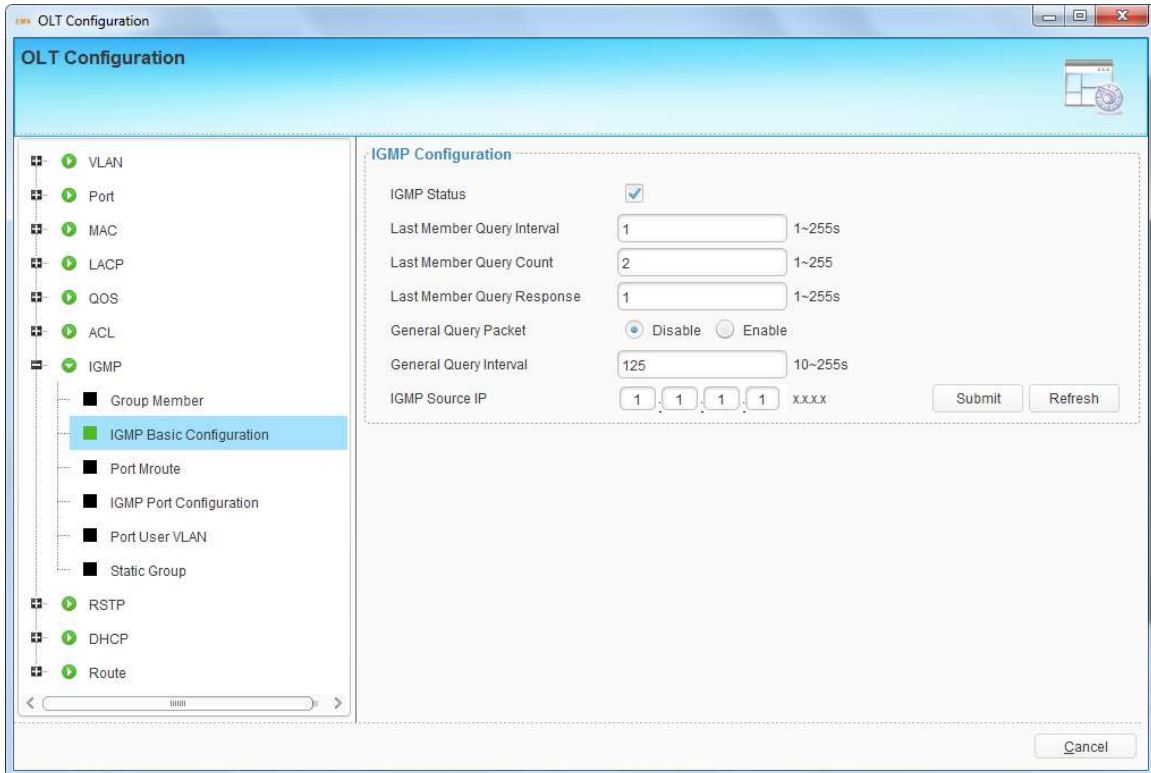 EMS OLT Configuration
OLT Configuration
VLAN
Port
MAC
LACP
QOS
ACL
IGMP
Group Member
IGMP Basic Configuration
Port Mroute
IGMP Port Configuration
Port User VLAN
Static Group
RSTP
DHCP
Route
IGMP Configuration
IGMP Status
Last Member Query Interval 1 1~255s
Last Member Query Count 2 1~255
Last Member Query Response 1 1~255s
General Query Packet Disable Enable
General Query Interval 125 10~255s
IGMP Source IP 1 . 1 . 1 . 1 x.x.x.x Submit Refresh
Cancel